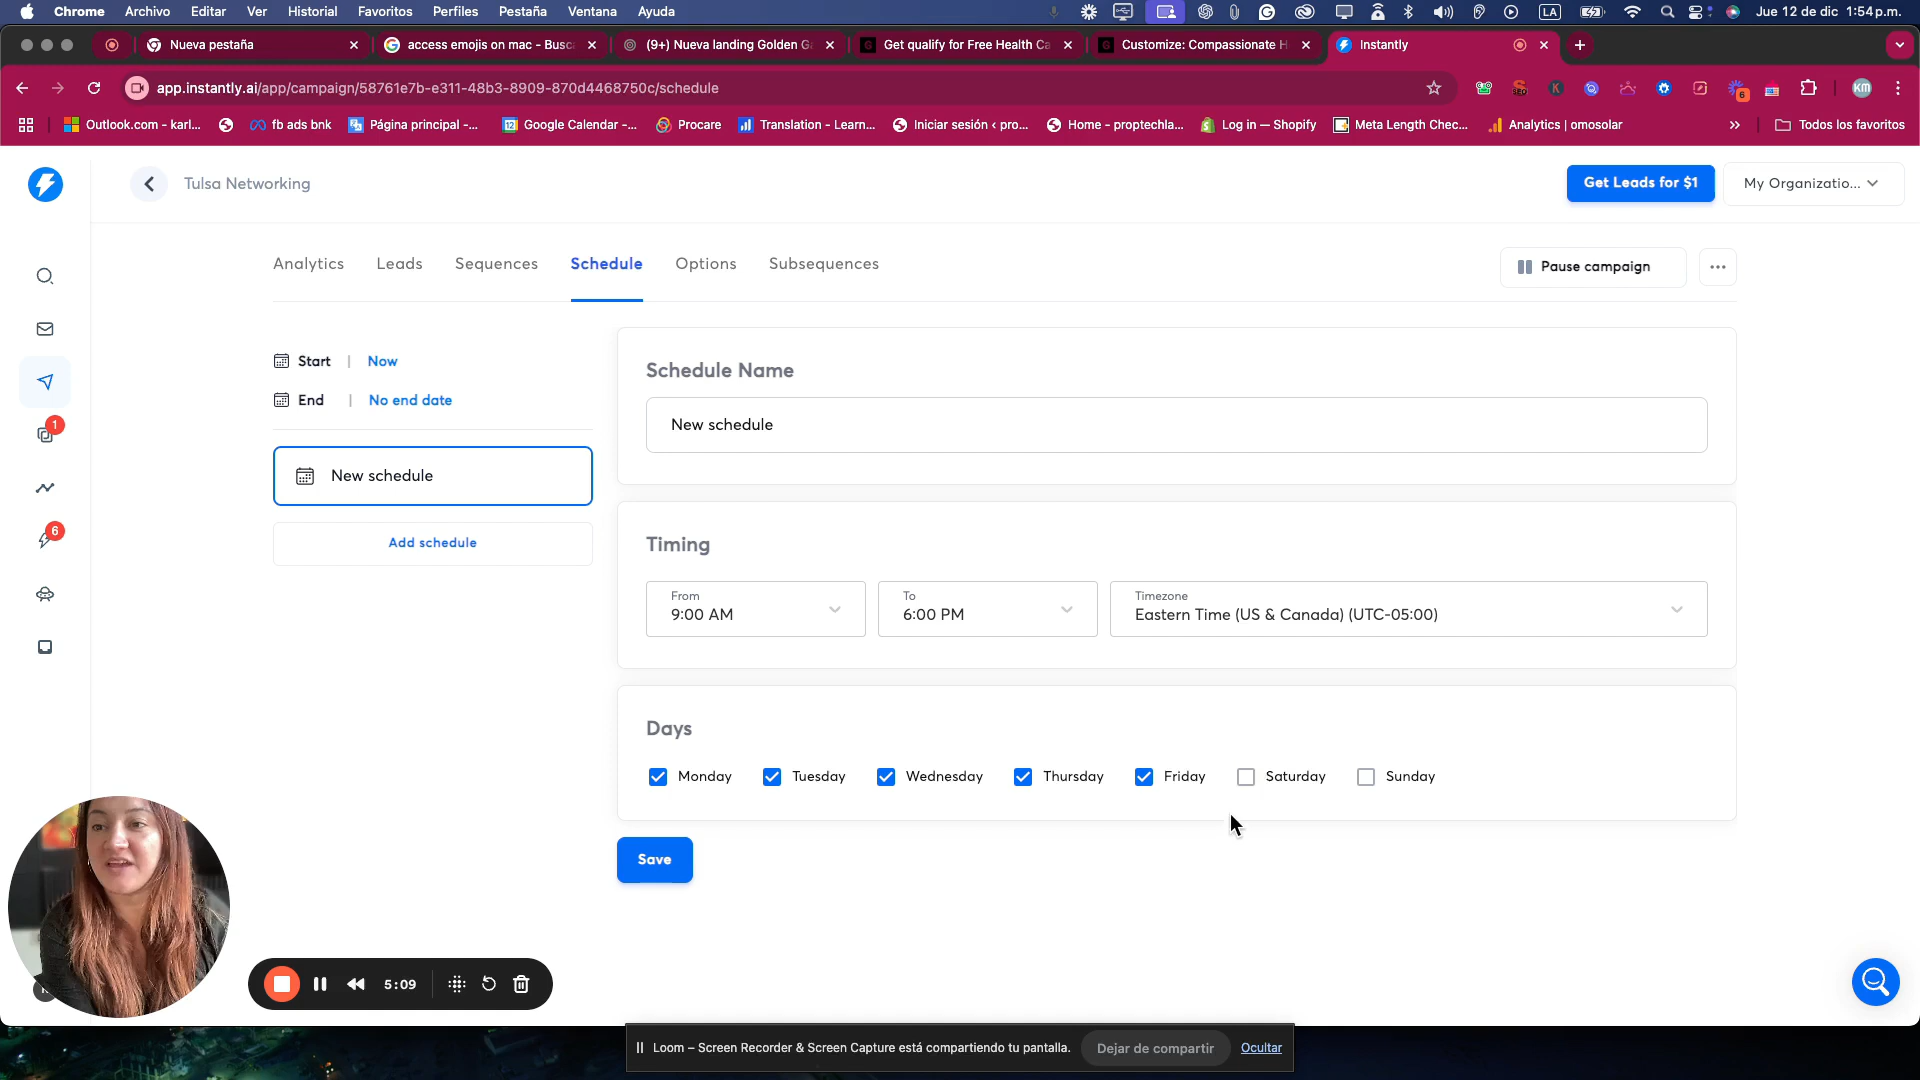 Chrome Archivo Editar Ver Historial Favoritos Perfiles Pestaña Ventana Ayuda LA Jue 12 de dic 1:54 p.m.
Nueva pestaña
access emojis on mac - Busc
(9+) Nueva landing Golden G
Get qualify for Free Health Ca
Customize: Compassionate H
Instantly
app.instantly.ai/app/campaign/58761e7b-e311-48b3-8909-870d4468750c/schedule
SEO
K
6
KM
Outlook.com - karl...
fb ads bnk
Página principal -...
12
Google Calendar -...
Procare
Translation - Learn...
Iniciar sesión ‹ pro...
Home - proptechla...
Log in — Shopify
Meta Length Chec...
Analytics | omosolar
Todos los favoritos
Tulsa Networking
Get Leads for $1
My Organizatio...
Analytics Leads Sequences Schedule Options Subsequences
Pause campaign
Start | Now
End | No end date
New schedule
Add schedule
1
6
Schedule Name
New schedule
Timing
From
9:00 AM
To
6:00 PM
Timezone
Eastern Time (US & Canada) (UTC-05:00)
Days
Monday Tuesday Wednesday Thursday Friday Saturday Sunday
Save
5:09
Loom – Screen Recorder & Screen Capture está compartiendo tu pantalla.
Dejar de compartir
Ocultar